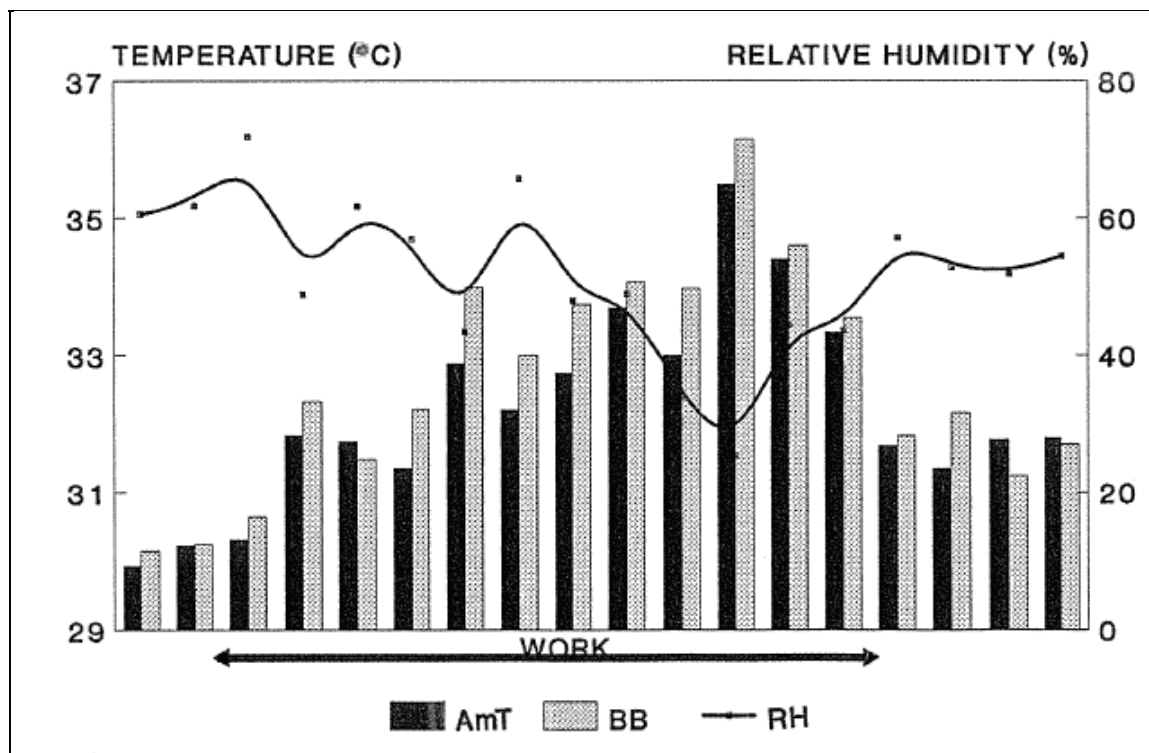 TEMPERATURE (°C) RELATIVE HUMIDITY (%)
37 80
35 60
33 40
31 20
29 0
WORK
AmT BB RH